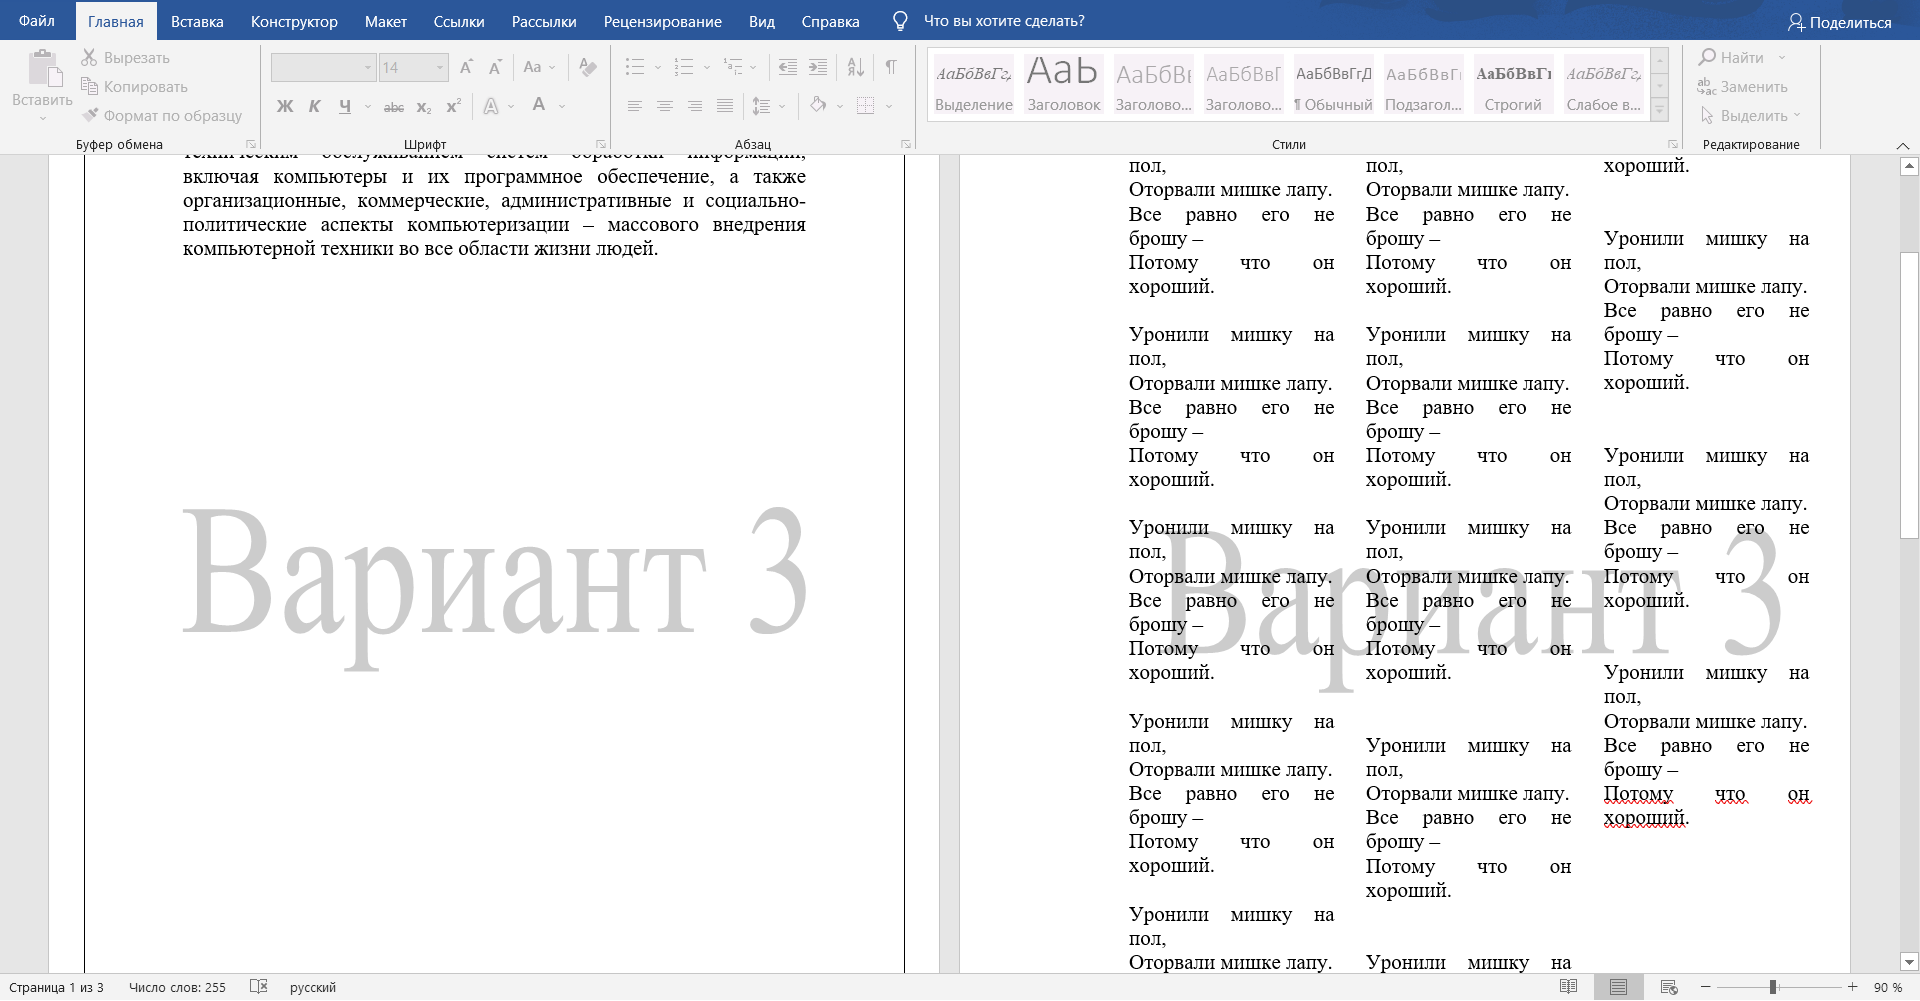 Файл Главная Вставка Конструктор Макет Ссылки Рассылки Рецензирование Вид Справка Что вы хотите сделать? Поделиться
Вставить
Вырезать
Копировать
Формат по образцу
Буфер обмена
14
Ж К Ч abc x₂ x² A A
Aa
Шрифт
Абзац
АаБбВвГг, АаЬ АаБбВ АаБбВвГ АаБбВвГгД АаБбВвГ АаБбВвГ АаБбВвГг,
Выделение Заголовок Заголово... Заголово... ¶ Обычный Подзагол... Строгий Слабое в...
Стили
Найти
Заменить
Выделить
Редактирование
техническим обслуживанием систем обработки информации,
включая компьютеры и их программное обеспечение, а также
организационные, коммерческие, административные и социально-
политические аспекты компьютеризации – массового внедрения
компьютерной техники во все области жизни людей.
Вариант 3
пол,
Оторвали мишке лапу.
Все равно его не
брошу –
Потому что он
хороший.
Уронили мишку на
пол,
Оторвали мишке лапу.
Все равно его не
брошу –
Потому что он
хороший.
Уронили мишку на
пол,
Оторвали мишке лапу.
Все равно его не
брошу –
Потому что он
хороший.
Уронили мишку на
пол,
Оторвали мишке лапу.
Все равно его не
брошу –
Потому что он
хороший.
Уронили мишку на
пол,
Оторвали мишке лапу.
пол,
Оторвали мишке лапу.
Все равно его не
брошу –
Потому что он
хороший.
Уронили мишку на
пол,
Оторвали мишке лапу.
Все равно его не
брошу –
Потому что он
хороший.
Уронили мишку на
пол,
Оторвали мишке лапу.
Все равно его не
брошу –
Потому что он
хороший.
Уронили мишку на
пол,
Оторвали мишке лапу.
Все равно его не
брошу –
Потому что он
хороший.
Уронили мишку на
хороший.
Уронили мишку на
пол,
Оторвали мишке лапу.
Все равно его не
брошу –
Потому что он
хороший.
Уронили мишку на
пол,
Оторвали мишке лапу.
Все равно его не
брошу –
Потому что он
хороший.
Уронили мишку на
пол,
Оторвали мишке лапу.
Все равно его не
брошу –
Потому что он
хороший.
Вариант 3
Страница 1 из 3 Число слов: 255 русский 90 %